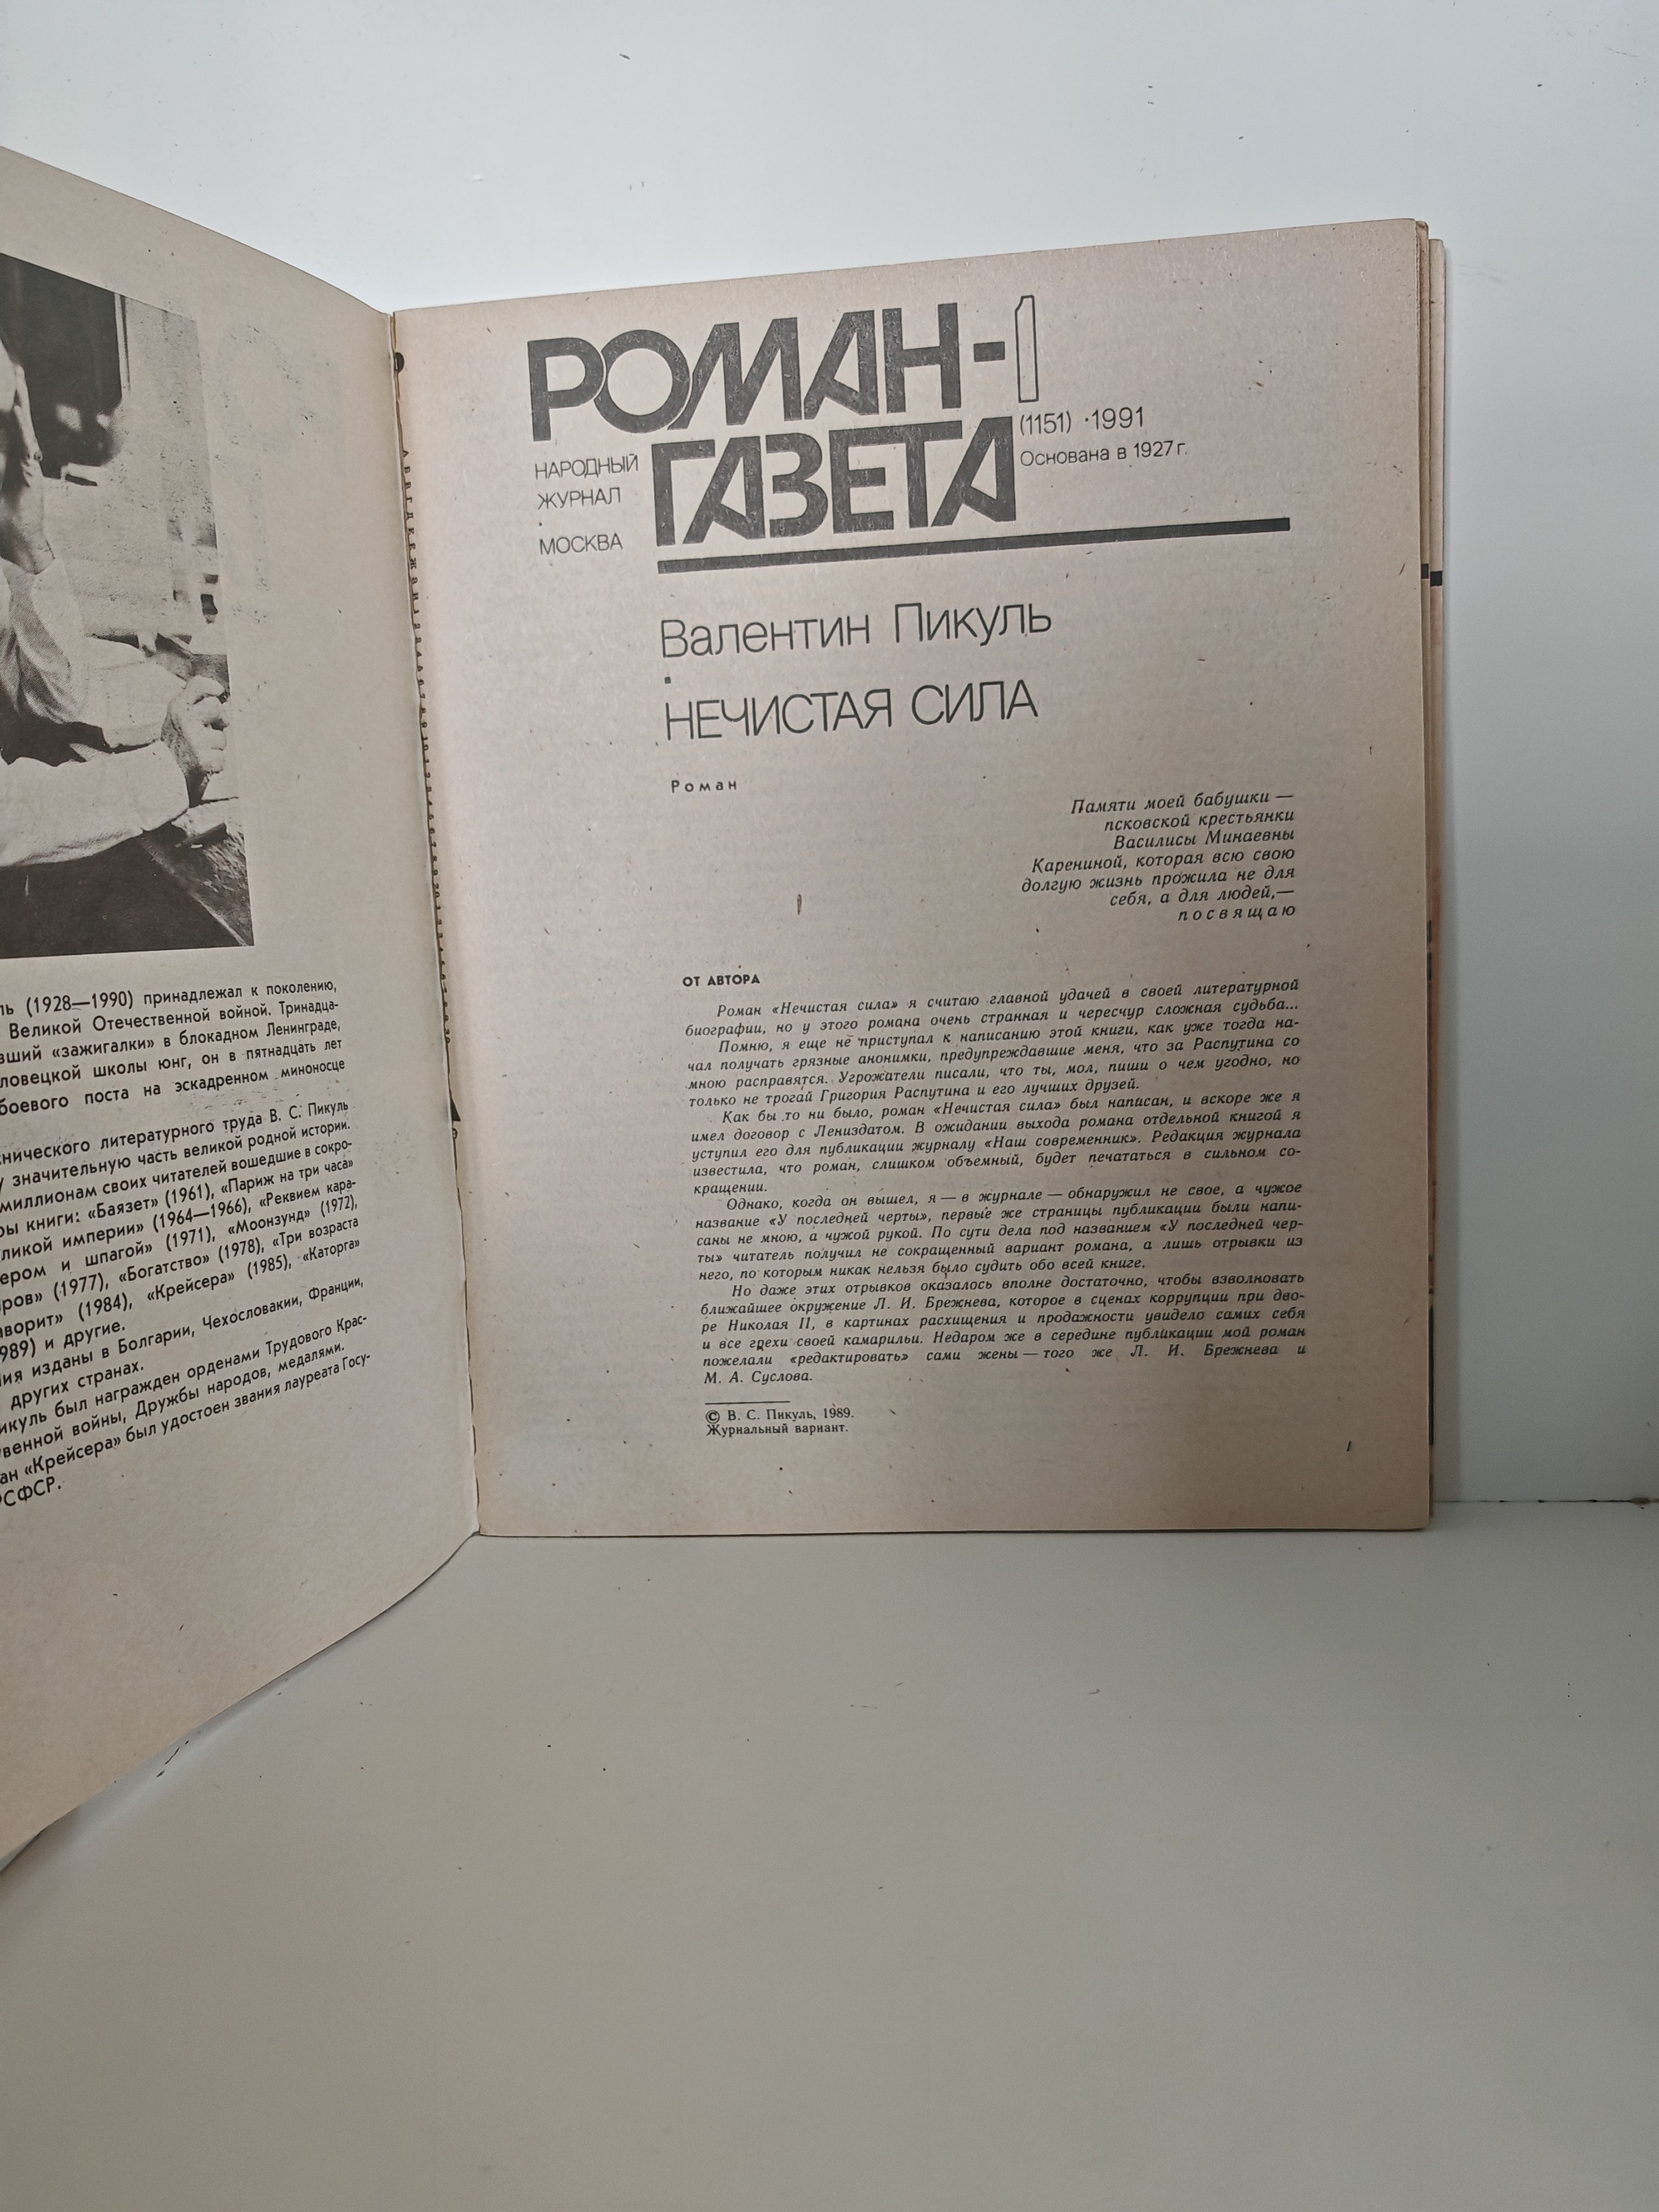 ль (1928—1990) принадлежал к поколению,
Великой Отечественной войной. Тринадца-
вший «зажигалки» в блокадном Ленинграде,
ловецкой школы юнг, он в пятнадцать лет
боевого поста на эскадренном миноносце
хнического литературного труда В. С. Пикуль
у значительную часть великой родной истории.
миллионам своих читателей вошедшие в сокро-
ры книги: «Баязет» (1961), «Париж на три часа»
ликой империи» (1964—1966), «Реквием кара-
ером и шпагой» (1971), «Моонзунд» (1972),
ров» (1977), «Богатство» (1978), «Три возраста
аворит» (1984), «Крейсера» (1985), «Каторга»
989) и другие.
ния изданы в Болгарии, Чехословакии, Франции,
других странах.
икуль был награжден орденами Трудового Крас-
твенной войны, Дружбы народов, медалями.
ан «Крейсера» был удостоен звания лауреата Госу-
РСФСР.
РОМАН-1
ГАЗЕТА
(1151) ·1991
Основана в 1927 г.
НАРОДНЫЙ
ЖУРНАЛ
·
МОСКВА
Валентин Пикуль
·
НЕЧИСТАЯ СИЛА
Роман
Памяти моей бабушки —
псковской крестьянки
Василисы Минаевны
Карениной, которая всю свою
долгую жизнь прожила не для
себя, а для людей,—
посвящаю
ОТ АВТОРА
Роман «Нечистая сила» я считаю главной удачей в своей литературной
биографии, но у этого романа очень странная и чересчур сложная судьба...
Помню, я еще не приступал к написанию этой книги, как уже тогда на-
чал получать грязные анонимки, предупреждавшие меня, что за Распутина со
мною расправятся. Угрожатели писали, что ты, мол, пиши о чем угодно, но
только не трогай Григория Распутина и его лучших друзей.
Как бы то ни было, роман «Нечистая сила» был написан, и вскоре же я
имел договор с Лениздатом. В ожидании выхода романа отдельной книгой я
уступил его для публикации журналу «Наш современник». Редакция журнала
известила, что роман, слишком объемный, будет печататься в сильном со-
кращении.
Однако, когда он вышел, я — в журнале — обнаружил не свое, а чужое
название «У последней черты», первые же страницы публикации были напи-
саны не мною, а чужой рукой. По сути дела под названием «У последней чер-
ты» читатель получил не сокращенный вариант романа, а лишь отрывки из
него, по которым никак нельзя было судить обо всей книге.
Но даже этих отрывков оказалось вполне достаточно, чтобы взволновать
ближайшее окружение Л. И. Брежнева, которое в сценах коррупции при дво-
ре Николая II, в картинах расхищения и продажности увидело самих себя
и все грехи своей камарильи. Недаром же в середине публикации мой роман
пожелали «редактировать» сами жены — того же Л. И. Брежнева и
М. А. Суслова.
© В. С. Пикуль, 1989.
Журнальный вариант.